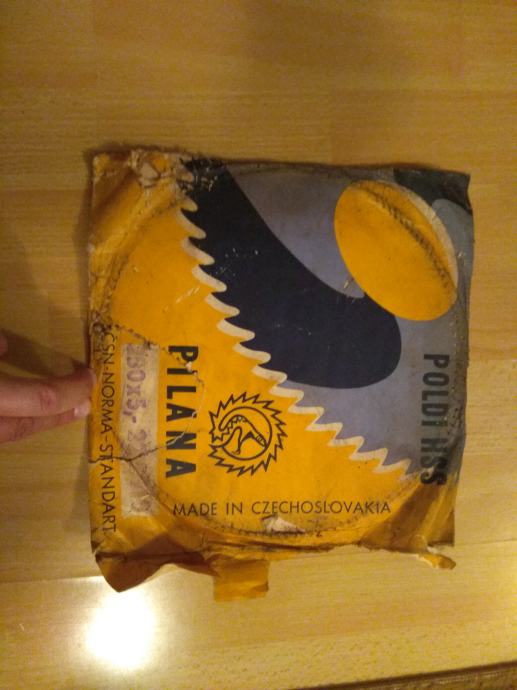 POLDI HSS
PILANA
MADE IN CZECHOSLOVAKIA
ČSN-NORMA-STANDART